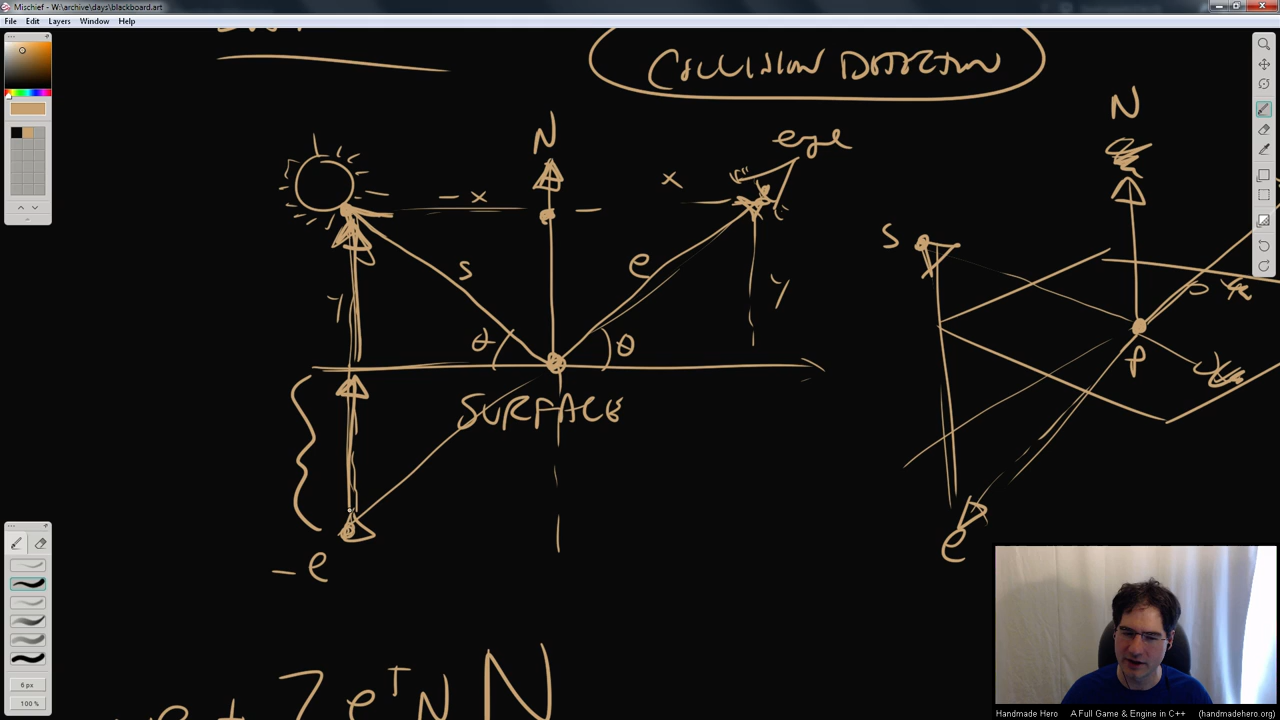 Mischief - W:\archive\days\blackboard.art
File Edit Layers Window Help
COLLISION DETECTION
N
eye
- x
x
N
s
e
s
y
y
θ
θ
P
SURFACE
- e
e
2 e^T N N
6 px
100 %
Handmade Hero A Full Game & Engine in C++ (handmadehero.org)